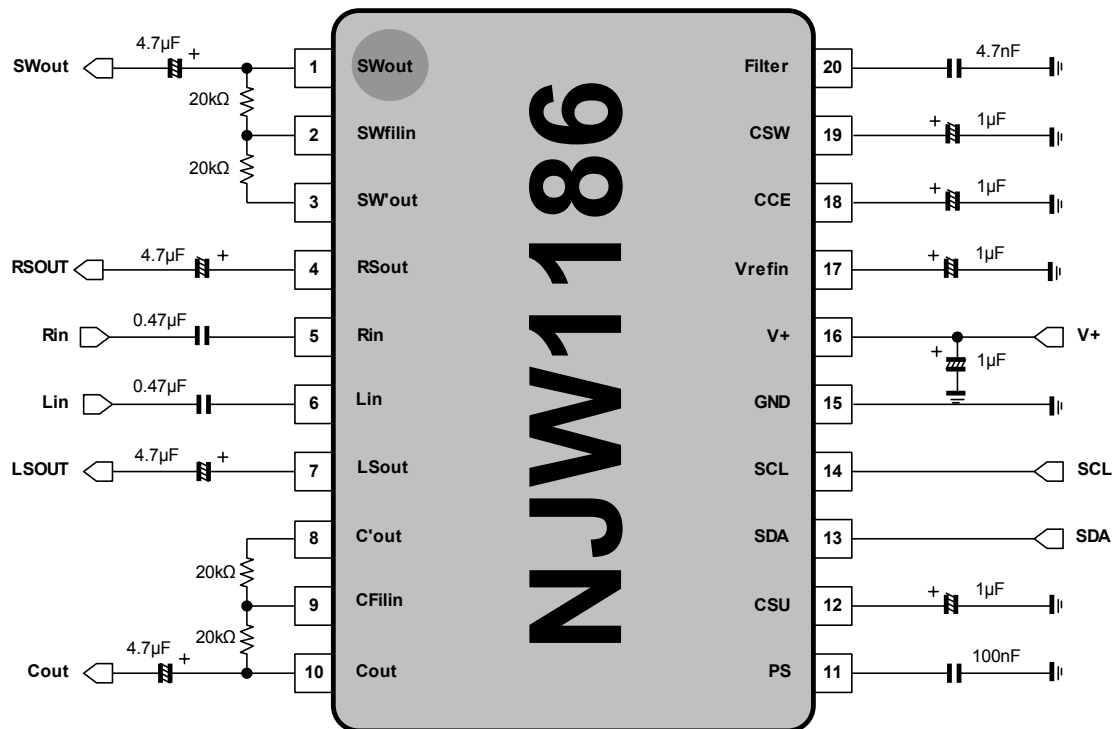 SWout 4.7µF + 1 SWout Filter 20 4.7nF
20kΩ
2 SWfilin CSW 19 + 1µF
20kΩ
3 SW'out CCE 18 + 1µF
RSOUT 4.7µF + 4 RSout Vrefin 17 + 1µF
Rin 0.47µF 5 Rin V+ 16 V+
+ 1µF
Lin 0.47µF 6 Lin GND 15
LSOUT 4.7µF + 7 LSout SCL 14 SCL
8 C'out SDA 13 SDA
20kΩ
9 CFilin CSU 12 + 1µF
20kΩ
Cout 4.7µF + 10 Cout PS 11 100nF
NJW1186